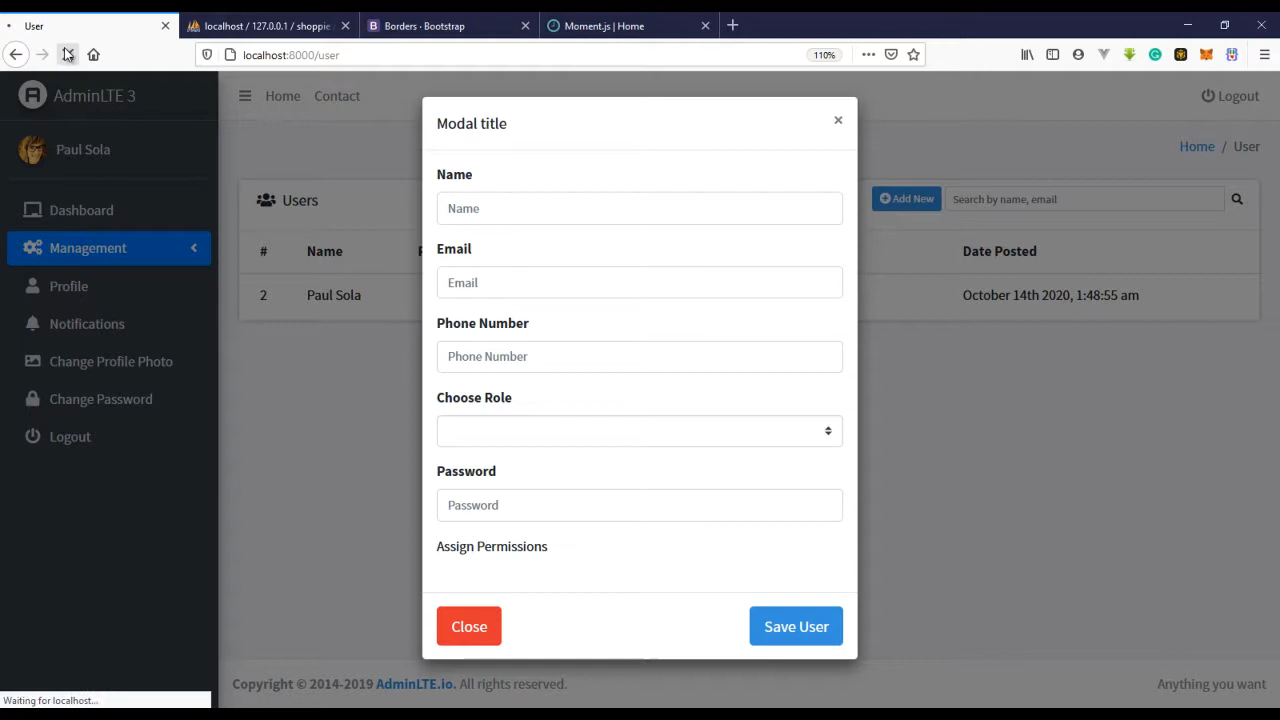 User
localhost / 127.0.0.1 / shoppie
Borders · Bootstrap
Moment.js | Home
localhost:8000/user
110%
AdminLTE 3
Home
Contact
Logout
Modal title
Paul Sola
Home / User
Name
Name
Users
Add New
Search by name, email
Dashboard
Management
Email
Email
#
Name
Date Posted
Profile
2
Paul Sola
October 14th 2020, 1:48:55 am
Notifications
Phone Number
Phone Number
Change Profile Photo
Choose Role
Change Password
Logout
Password
Password
Assign Permissions
Close
Save User
Copyright © 2014-2019 AdminLTE.io. All rights reserved.
Anything you want
Waiting for localhost...